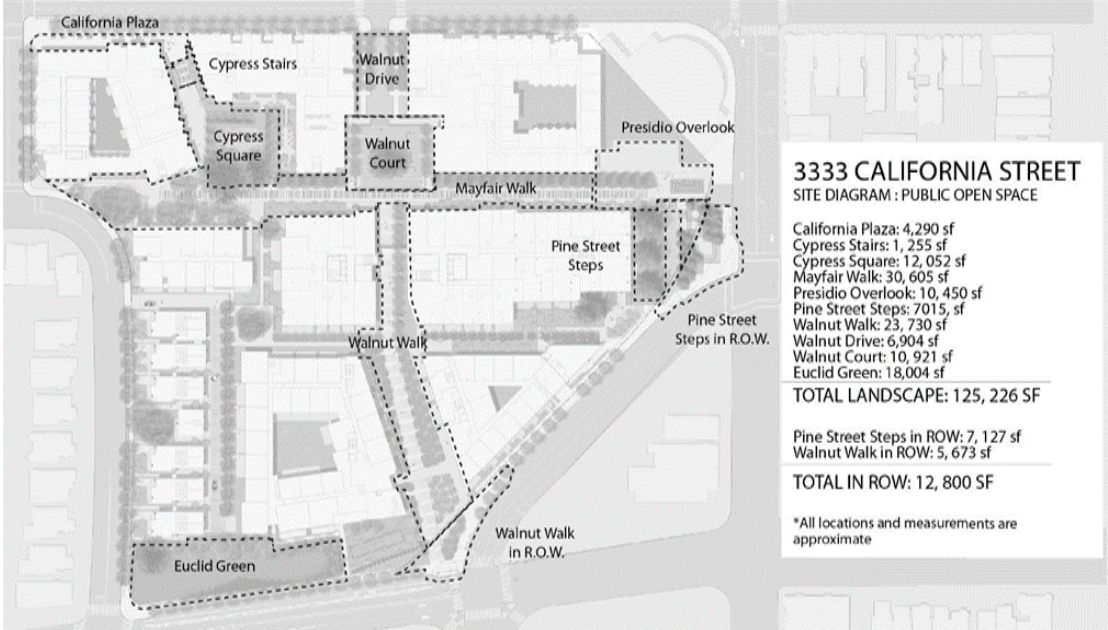 California Plaza
Cypress Stairs
Walnut
Drive
Cypress
Square
Walnut
Court
Presidio Overlook
Mayfair Walk
Pine Street
Steps
Pine Street
Steps in R.O.W.
Walnut Walk
Walnut Walk
in R.O.W.
Euclid Green
3333 CALIFORNIA STREET
SITE DIAGRAM : PUBLIC OPEN SPACE
California Plaza: 4,290 sf
Cypress Stairs: 1, 255 sf
Cypress Square: 12, 052 sf
Mayfair Walk: 30, 605 sf
Presidio Overlook: 10, 450 sf
Pine Street Steps: 7015, sf
Walnut Walk: 23, 730 sf
Walnut Drive: 6,904 sf
Walnut Court: 10, 921 sf
Euclid Green: 18,004 sf
TOTAL LANDSCAPE: 125, 226 SF
Pine Street Steps in ROW: 7, 127 sf
Walnut Walk in ROW: 5, 673 sf
TOTAL IN ROW: 12, 800 SF
*All locations and measurements are
approximate